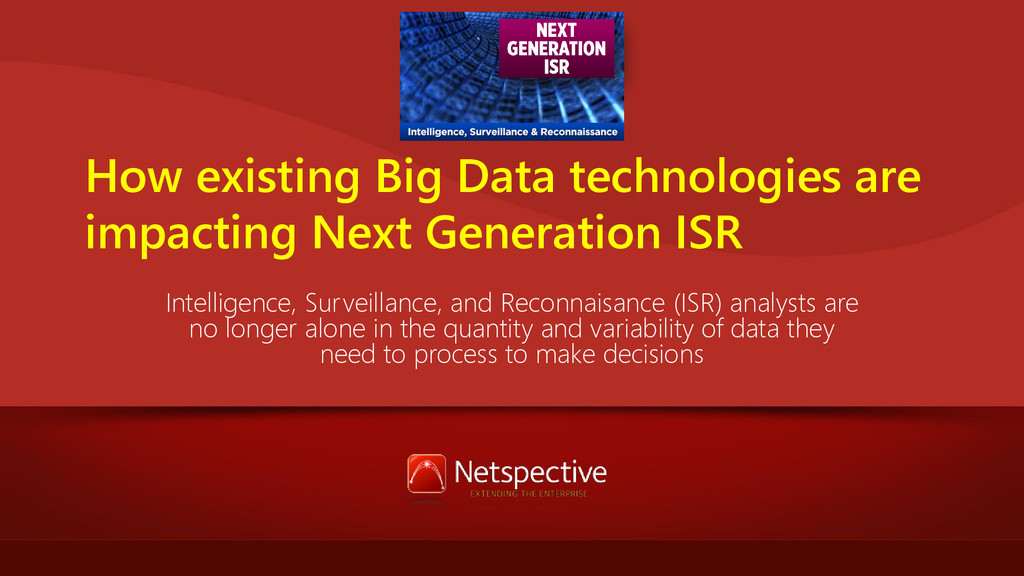 NEXT
GENERATION
ISR
Intelligence, Surveillance & Reconnaissance
How existing Big Data technologies are
impacting Next Generation ISR
Intelligence, Surveillance, and Reconnaisance (ISR) analysts are
no longer alone in the quantity and variability of data they
need to process to make decisions
Netspective
EXTENDING THE ENTERPRISE